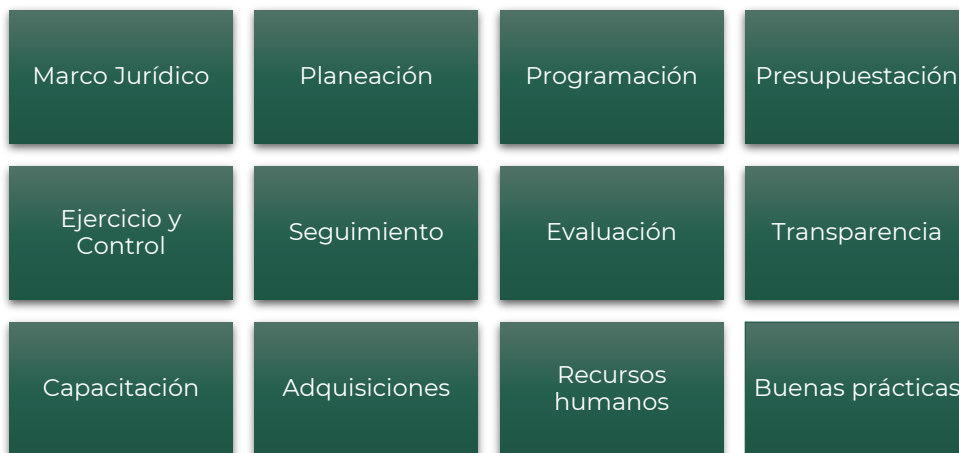 Marco Jurídico
Planeación
Programación
Presupuestación
Ejercicio y
Control
Seguimiento
Evaluación
Transparencia
Capacitación
Adquisiciones
Recursos
humanos
Buenas prácticas